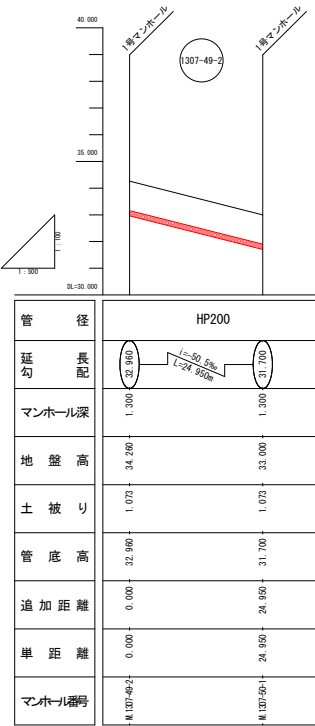 40.000
1号マンホール
1307-49-2
1号マンホール
35.000
1:100
1:500
DL=30.000
管径 HP200
延長
勾配
32.960
i=-50.5‰
L=24.950m
31.700
マンホール深 1.300 1.300
地盤高 34.260 33.000
土被り 1.073 1.073
管底高 32.960 31.700
追加距離 0.000 24.950
単距離 0.000 24.950
マンホール番号 M.1307-49-2 M.1307-50-1